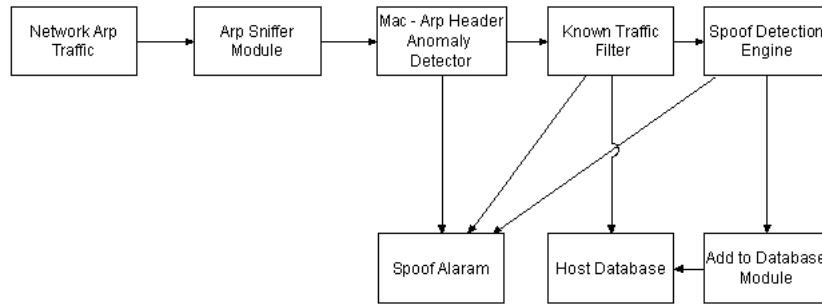 Network Arp
Traffic
Arp Sniffer
Module
Mac - Arp Header
Anomaly
Detector
Known Traffic
Filter
Spoof Detection
Engine
Spoof Alaram
Host Database
Add to Database
Module